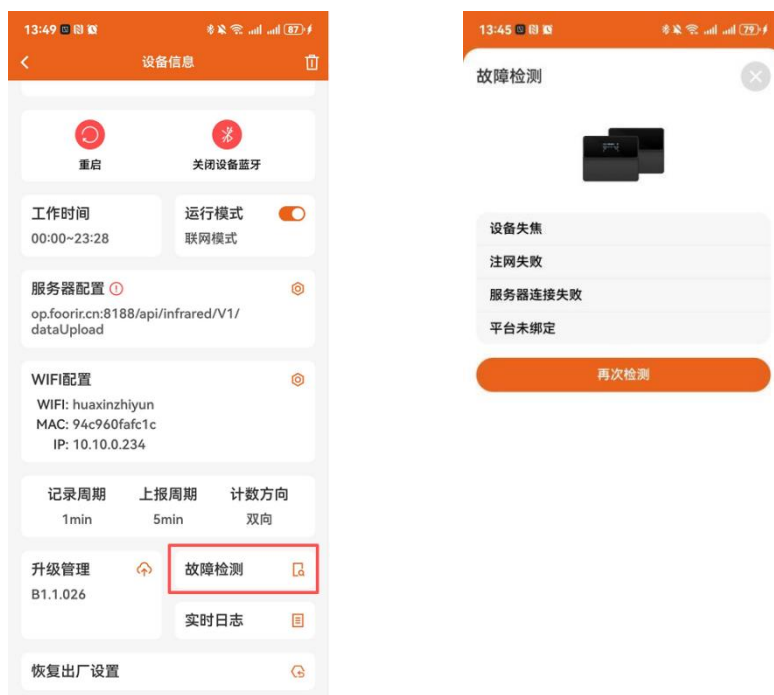 13:49
87
设备信息
重启
关闭设备蓝牙
工作时间
00:00~23:28
运行模式
联网模式
服务器配置
op.foorir.cn:8188/api/infrared/V1/
dataUpload
WIFI配置
WIFI: huaxinzhiyun
MAC: 94c960fafc1c
IP: 10.10.0.234
记录周期 上报周期 计数方向
1min 5min 双向
升级管理
B1.1.026
故障检测
实时日志
恢复出厂设置
13:45
79
故障检测
设备失焦
注网失败
服务器连接失败
平台未绑定
再次检测